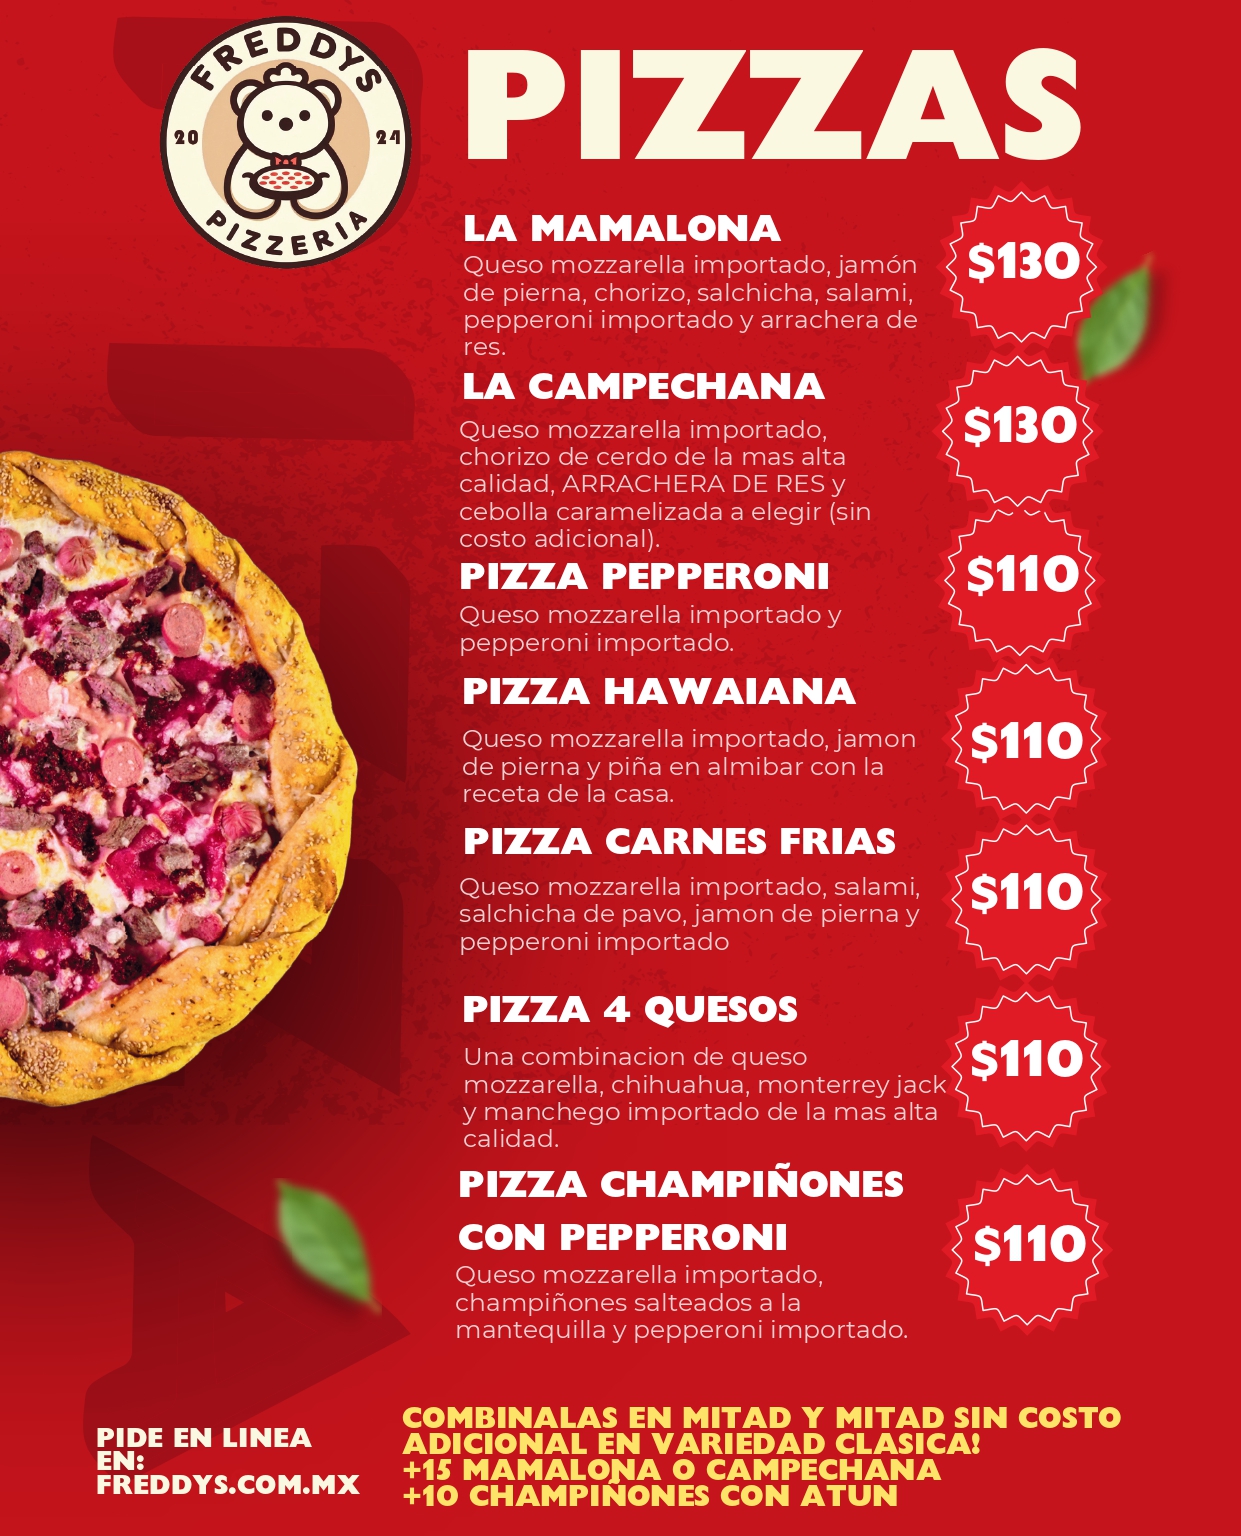 FREDDYS
20 24
PIZZERIA
PIZZAS
LA MAMALONA
$130
Queso mozzarella importado, jamón
de pierna, chorizo, salchicha, salami,
pepperoni importado y arrachera de
res.
LA CAMPECHANA
$130
Queso mozzarella importado,
chorizo de cerdo de la mas alta
calidad, ARRACHERA DE RES y
cebolla caramelizada a elegir (sin
costo adicional).
PIZZA PEPPERONI
$110
Queso mozzarella importado y
pepperoni importado.
PIZZA HAWAIANA
$110
Queso mozzarella importado, jamon
de pierna y piña en almibar con la
receta de la casa.
PIZZA CARNES FRIAS
$110
Queso mozzarella importado, salami,
salchicha de pavo, jamon de pierna y
pepperoni importado
PIZZA 4 QUESOS
$110
Una combinacion de queso
mozzarella, chihuahua, monterrey jack
y manchego importado de la mas alta
calidad.
PIZZA CHAMPIÑONES
CON PEPPERONI
$110
Queso mozzarella importado,
champiñones salteados a la
mantequilla y pepperoni importado.
PIDE EN LINEA
EN:
FREDDYS.COM.MX
COMBINALAS EN MITAD Y MITAD SIN COSTO
ADICIONAL EN VARIEDAD CLASICA!
+15 MAMALONA O CAMPECHANA
+10 CHAMPIÑONES CON ATUN